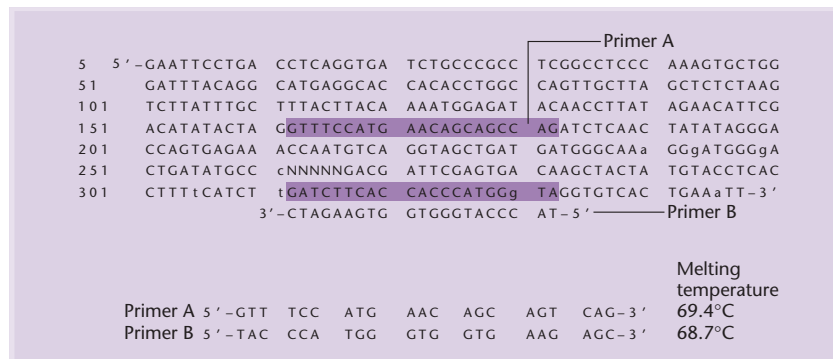 Primer A
5 5′–GAATTCCTGA CCTCAGGTGA TCTGCCCGCC TCGGCCTCCC AAAGTGCTGG
51 GATTTACAGG CATGAGGCAC CACACCTGGC CAGTTGCTTA GCTCTCTAAG
101 TCTTATTTGC TTTACTTACA AAATGGAGAT ACAACCTTAT AGAACATTCG
151 ACATATACTAG GTTTCCATG AACAGCAGCC AGATCTCAAC TATATAGGGA
201 CCAGTGAGAA ACCAATGTCA GGTAGCTGAT GATGGGCAAa GGgATGGGgA
251 CTGATATGCC cNNNNNGACG ATTCGAGTGA CAAGCTACTA TGTACCTCAC
301 CTTTtCATCT tGATCTTCAC CACCCATGGg TAGGTGTCAC TGAAaTT–3′
3′–CTAGAAGTG GTGGGTACCC AT–5′ Primer B
Melting
temperature
Primer A 5′–GTT TCC ATG AAC AGC AGT CAG–3′ 69.4°C
Primer B 5′–TAC CCA TGG GTG GTG AAG AGC–3′ 68.7°C